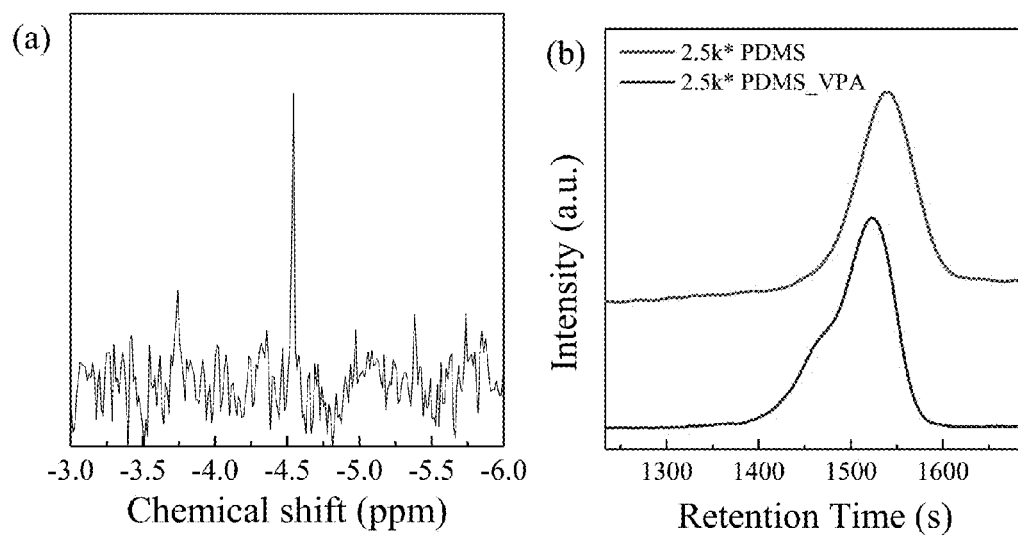 (a)
-3.0 -3.5 -4.0 -4.5 -5.0 -5.5 -6.0
Chemical shift (ppm)
(b)
2.5k* PDMS
2.5k* PDMS_VPA
Intensity (a.u.)
1300 1400 1500 1600
Retention Time (s)